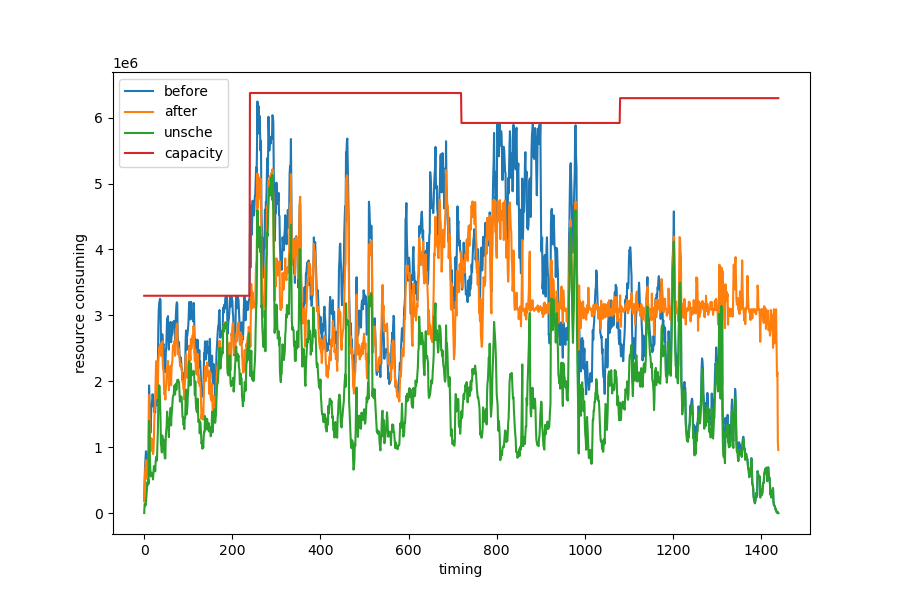 1e6
before
after
unsche
capacity
6
5
4
3
2
1
0
resource consuming
0 200 400 600 800 1000 1200 1400
timing